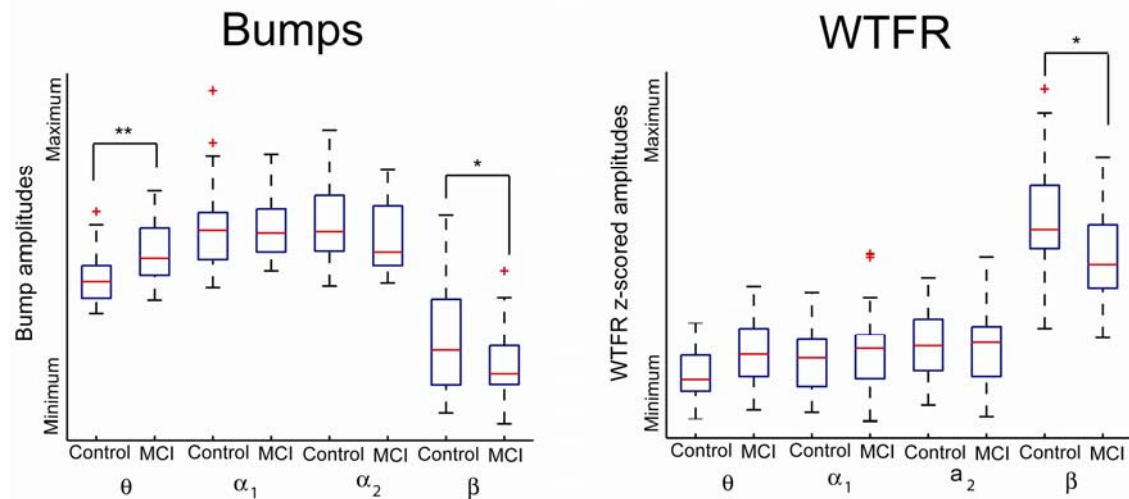 Bumps
Maximum
Bump amplitudes
Minimum
**
*
Control MCI Control MCI Control MCI Control MCI
θ α1 α2 β
WTFR
Maximum
WTFR z-scored amplitudes
Minimum
*
Control MCI Control MCI Control MCI Control MCI
θ α1 a2 β